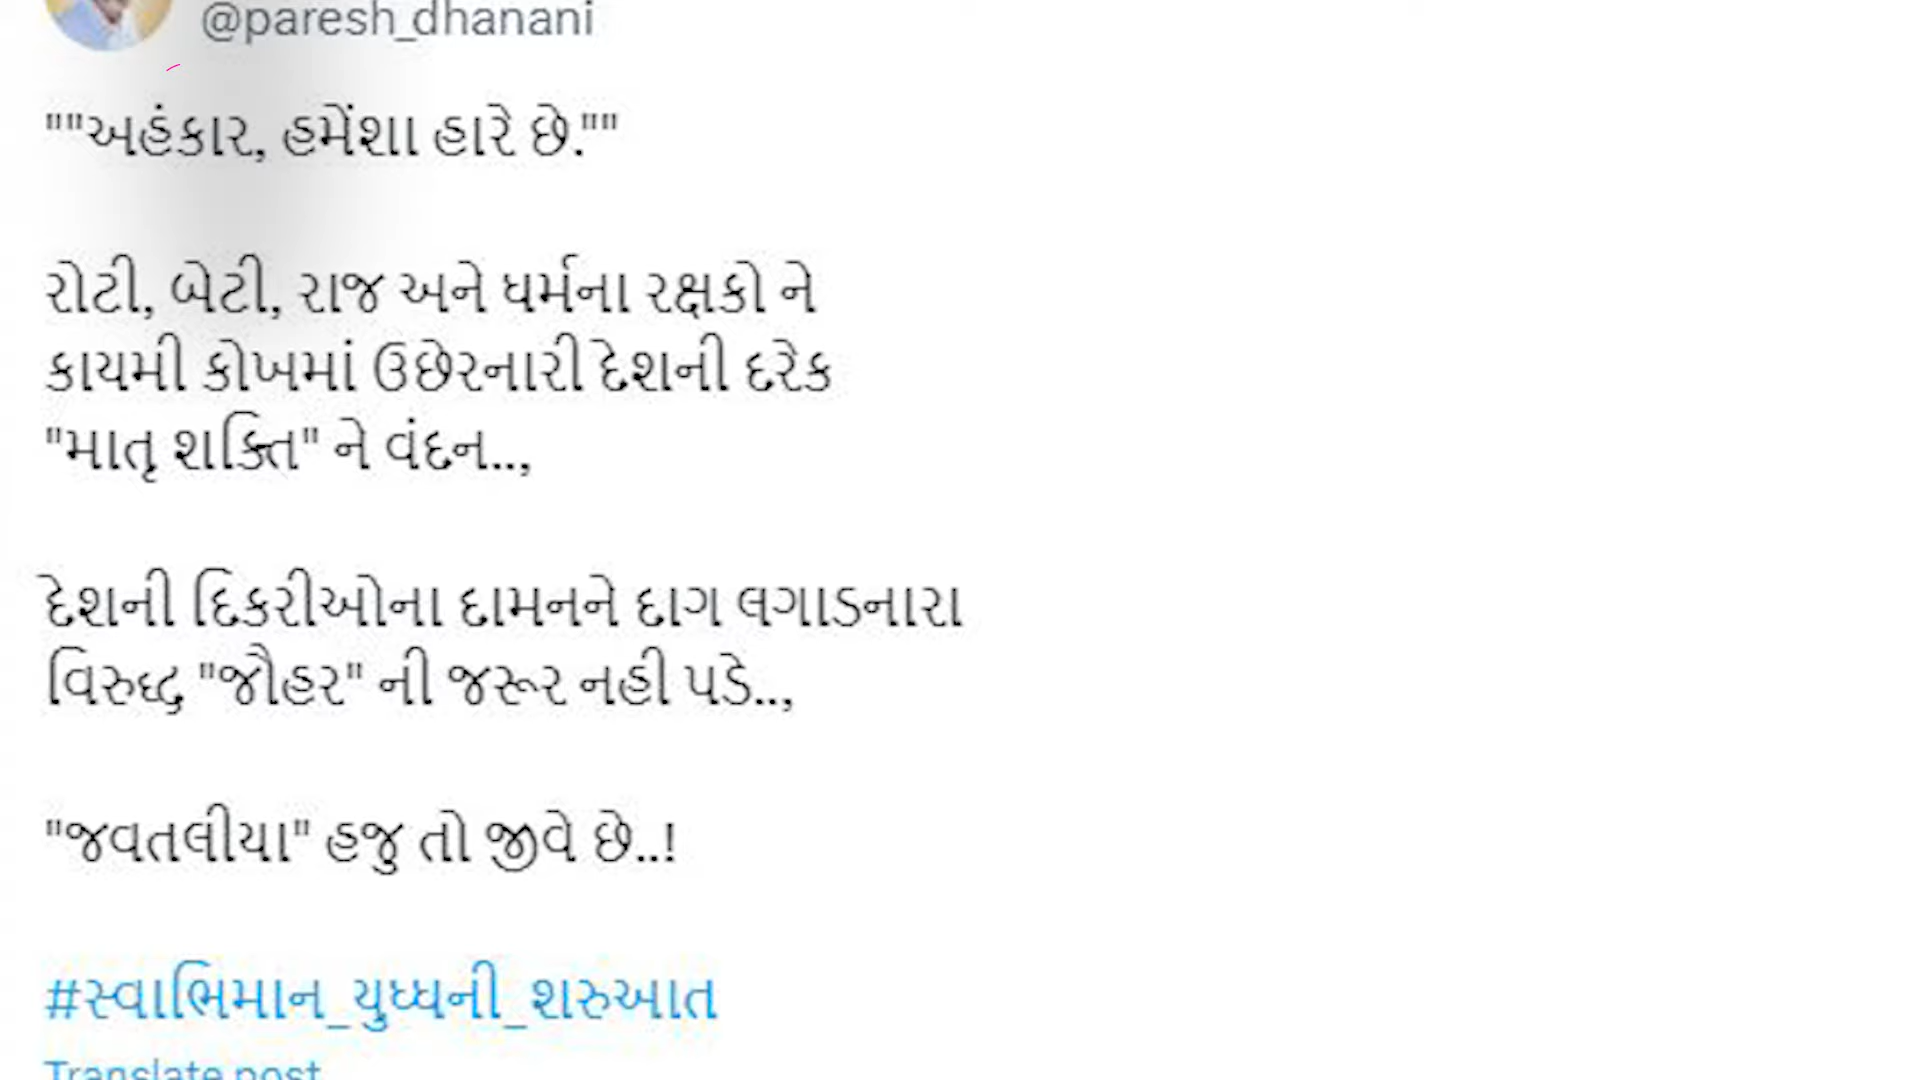 @paresh_dhanani
""અહંકાર, હમેંશા હારે છે.""
રોટી, બેટી, રાજ અને ધર્મના રક્ષકો ને
કાયમી કોખમાં ઉછેરનારી દેશની દરેક
"માતૃ શક્તિ" ને વંદન..,
દેશની દિકરીઓના દામનને દાગ લગાડનારા
વિરુધ્ધ "જૌહર" ની જરૂર નહી પડે..,
"જવતલીયા" હજુ તો જીવે છે..!
#સ્વાભિમાન_યુધ્ધની_શરુઆત
Translate post